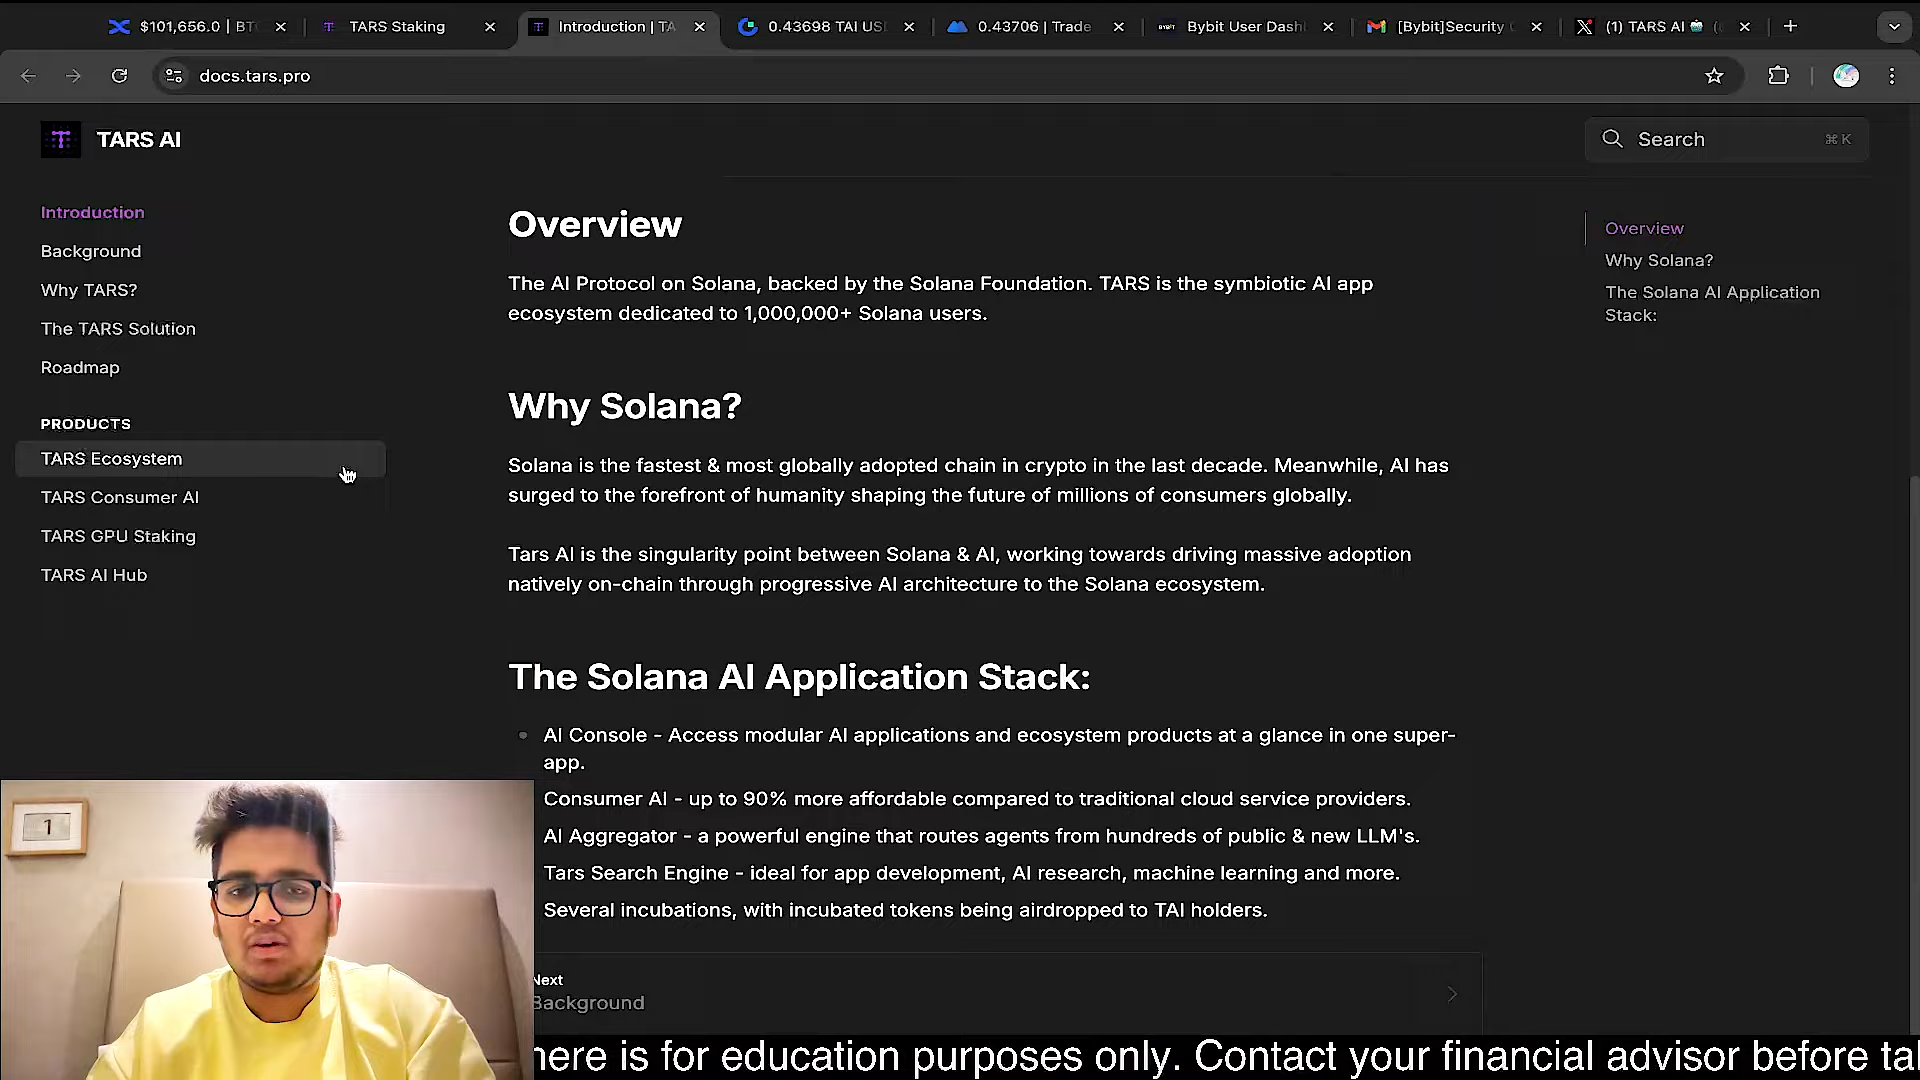 $101,656.0 | BT
TARS Staking
Introduction | TA
0.43698 TAI US
0.43706 | Trade
BYBIT
Bybit User Dash
[Bybit]Security
(1) TARS AI
docs.tars.pro
TARS AI
Search
⌘ K
Introduction
Background
Why TARS?
The TARS Solution
Roadmap
PRODUCTS
TARS Ecosystem
TARS Consumer AI
TARS GPU Staking
TARS AI Hub
Overview
The AI Protocol on Solana, backed by the Solana Foundation. TARS is the symbiotic AI app
ecosystem dedicated to 1,000,000+ Solana users.
Why Solana?
Solana is the fastest & most globally adopted chain in crypto in the last decade. Meanwhile, AI has
surged to the forefront of humanity shaping the future of millions of consumers globally.
Tars AI is the singularity point between Solana & AI, working towards driving massive adoption
natively on-chain through progressive AI architecture to the Solana ecosystem.
The Solana AI Application Stack:
AI Console - Access modular AI applications and ecosystem products at a glance in one super-
app.
Consumer AI - up to 90% more affordable compared to traditional cloud service providers.
AI Aggregator - a powerful engine that routes agents from hundreds of public & new LLM's.
Tars Search Engine - ideal for app development, AI research, machine learning and more.
Several incubations, with incubated tokens being airdropped to TAI holders.
Next
Background
Overview
Why Solana?
The Solana AI Application
Stack:
1
here is for education purposes only. Contact your financial advisor before ta